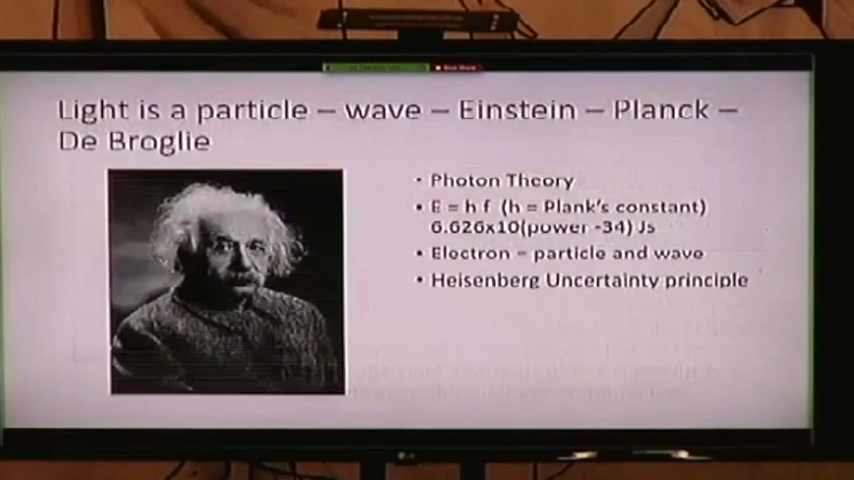 Light is a particle – wave – Einstein – Planck –
De Broglie
• Photon Theory
• E = h f (h = Plank's constant)
6.626x10(power -34) Js
• Electron – particle and wave
• Heisenberg Uncertainty principle
LG